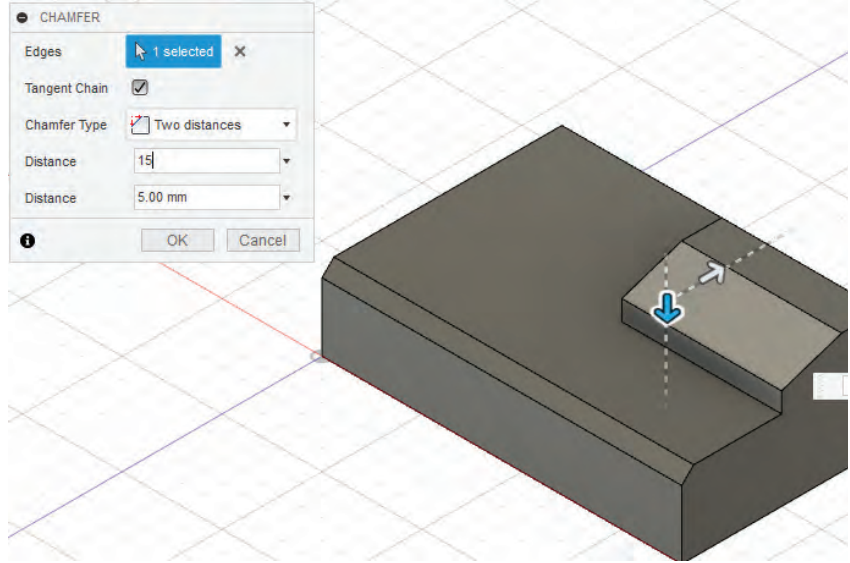 CHAMFER
Edges 1 selected
Tangent Chain
Chamfer Type Two distances
Distance 15
Distance 5.00 mm
OK Cancel